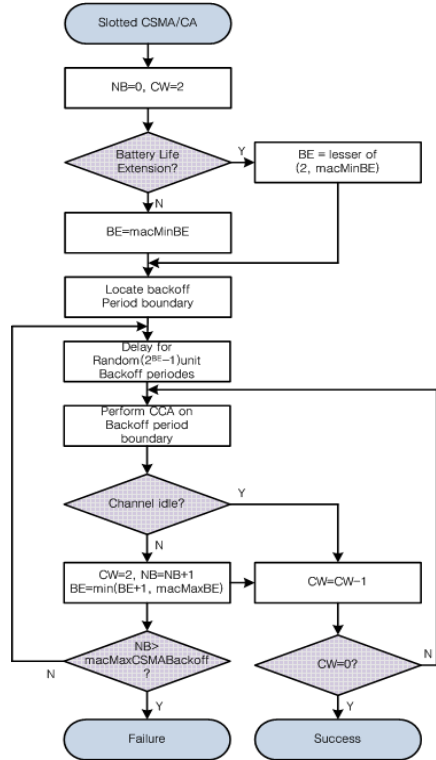 Slotted CSMA/CA
NB=0, CW=2
Battery Life
Extension?
Y
BE = lesser of
(2, macMinBE)
N
BE=macMinBE
Locate backoff
Period boundary
Delay for
Random(2^BE-1)unit
Backoff periodes
Perform CCA on
Backoff period
boundary
Channel idle?
Y
N
CW=2, NB=NB+1
BE=min(BE+1, macMaxBE)
CW=CW-1
NB>
macMaxCSMABackoff
?
N
CW=0?
N
Y
Y
Failure
Success